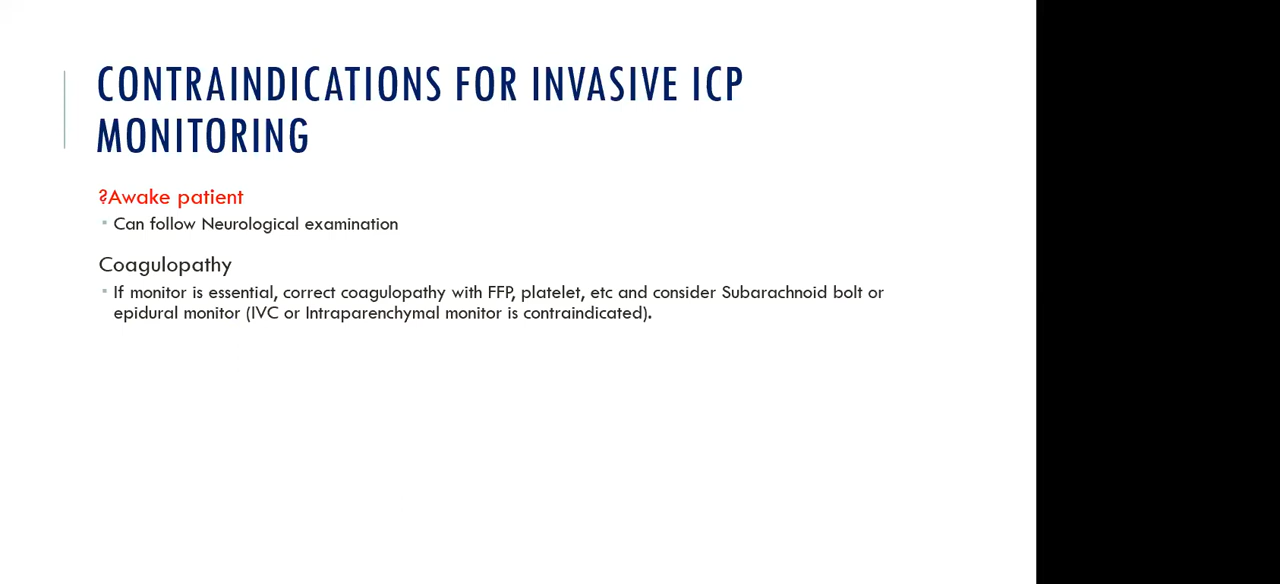 CONTRAINDICATIONS FOR INVASIVE ICP
MONITORING
?Awake patient
▪ Can follow Neurological examination
Coagulopathy
▪ If monitor is essential, correct coagulopathy with FFP, platelet, etc and consider Subarachnoid bolt or
epidural monitor (IVC or Intraparenchymal monitor is contraindicated).